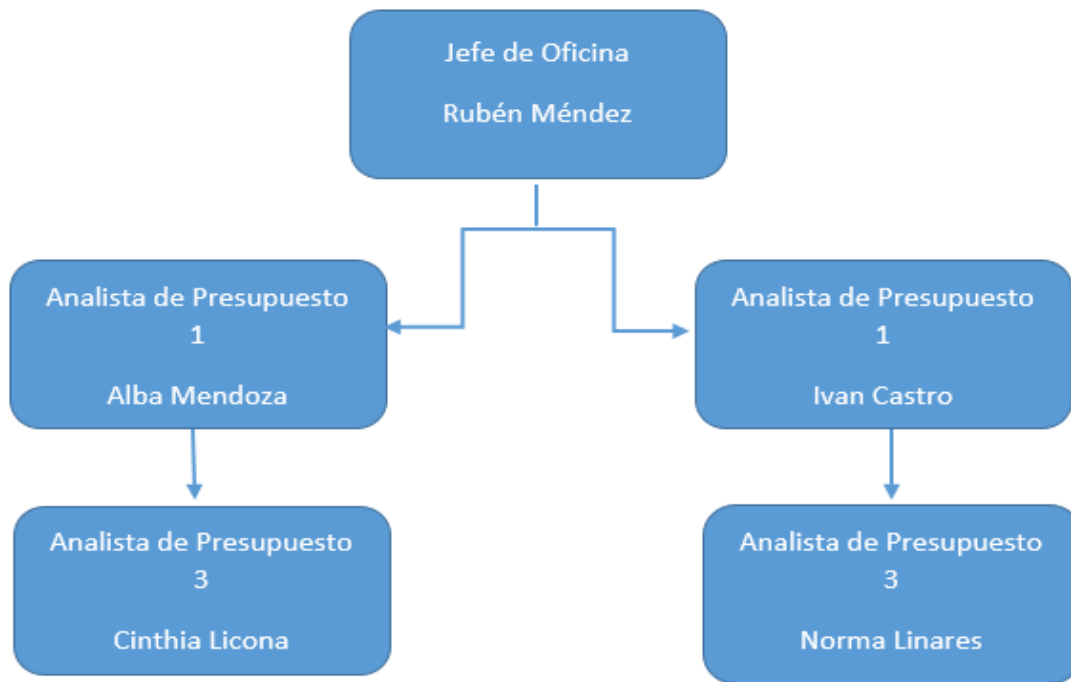 Jefe de Oficina
Rubén Méndez
Analista de Presupuesto
1
Alba Mendoza
Analista de Presupuesto
1
Ivan Castro
Analista de Presupuesto
3
Cinthia Licona
Analista de Presupuesto
3
Norma Linares